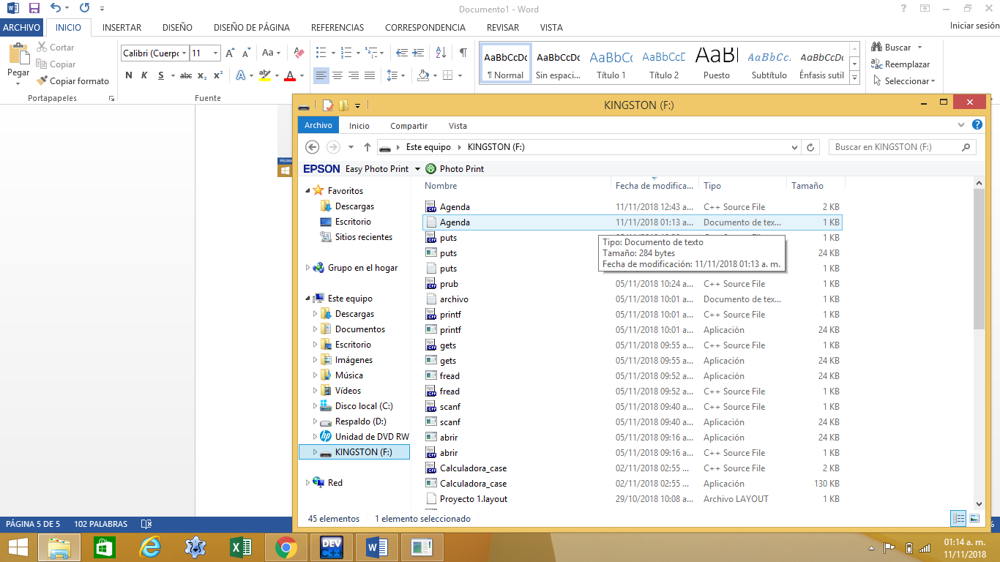 Documento1 - Word
ARCHIVO INICIO INSERTAR DISEÑO DISEÑO DE PÁGINA REFERENCIAS CORRESPONDENCIA REVISAR VISTA Iniciar sesión
Pegar
Cortar
Copiar
Copiar formato
Portapapeles
Calibri (Cuerpo 11
N K S abc x₂ x²
Fuente
AaBbCcDc AaBbCcDc AaBbCc AaBbCcD AaBl AaBbCc. AaBbCcDc
¶ Normal Sin espaci... Título 1 Título 2 Puesto Subtítulo Énfasis sutil
Buscar
Reemplazar
Seleccionar
KINGSTON (F:)
Archivo Inicio Compartir Vista
Este equipo KINGSTON (F:)
Buscar en KINGSTON (F:)
EPSON Easy Photo Print Photo Print
Favoritos
Descargas
Escritorio
Sitios recientes
Grupo en el hogar
Este equipo
Descargas
Documentos
Escritorio
Imágenes
Música
Vídeos
Disco local (C:)
Respaldo (D:)
Unidad de DVD RW
KINGSTON (F:)
Red
Nombre Fecha de modifica... Tipo Tamaño
Agenda 11/11/2018 12:43 a... C++ Source File 2 KB
Agenda 11/11/2018 01:13 a... Documento de tex... 1 KB
puts 1 KB
puts 24 KB
puts 1 KB
Tipo: Documento de texto
Tamaño: 284 bytes
Fecha de modificación: 11/11/2018 01:13 a. m.
prub 05/11/2018 10:24 a... C++ Source File 1 KB
archivo 05/11/2018 10:01 a... Documento de tex... 1 KB
printf 05/11/2018 10:01 a... C++ Source File 1 KB
printf 05/11/2018 10:01 a... Aplicación 24 KB
gets 05/11/2018 09:55 a... C++ Source File 1 KB
gets 05/11/2018 09:55 a... Aplicación 24 KB
fread 05/11/2018 09:52 a... Aplicación 24 KB
fread 05/11/2018 09:52 a... C++ Source File 1 KB
scanf 05/11/2018 09:40 a... C++ Source File 1 KB
scanf 05/11/2018 09:40 a... Aplicación 24 KB
abrir 05/11/2018 09:16 a... Aplicación 24 KB
abrir 05/11/2018 09:16 a... C++ Source File 1 KB
Calculadora_case 02/11/2018 02:55 ... C++ Source File 2 KB
Calculadora_case 02/11/2018 02:55 ... Aplicación 130 KB
Proyecto 1.layout 29/10/2018 10:08 a... Archivo LAYOUT 1 KB
45 elementos 1 elemento seleccionado
PÁGINA 5 DE 5 102 PALABRAS
DEV C++
01:14 a. m.
11/11/2018